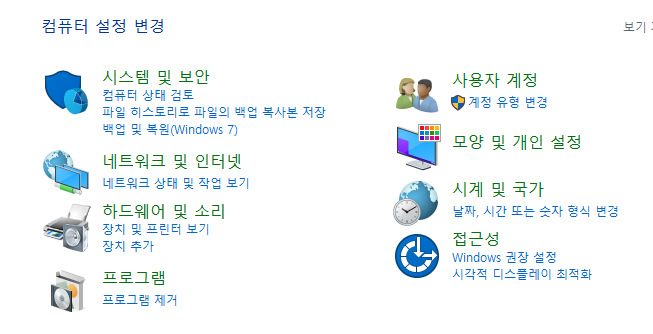 컴퓨터 설정 변경
보기
시스템 및 보안
컴퓨터 상태 검토
파일 히스토리로 파일의 백업 복사본 저장
백업 및 복원(Windows 7)
네트워크 및 인터넷
네트워크 상태 및 작업 보기
하드웨어 및 소리
장치 및 프린터 보기
장치 추가
프로그램
프로그램 제거
사용자 계정
계정 유형 변경
모양 및 개인 설정
시계 및 국가
날짜, 시간 또는 숫자 형식 변경
접근성
Windows 권장 설정
시각적 디스플레이 최적화